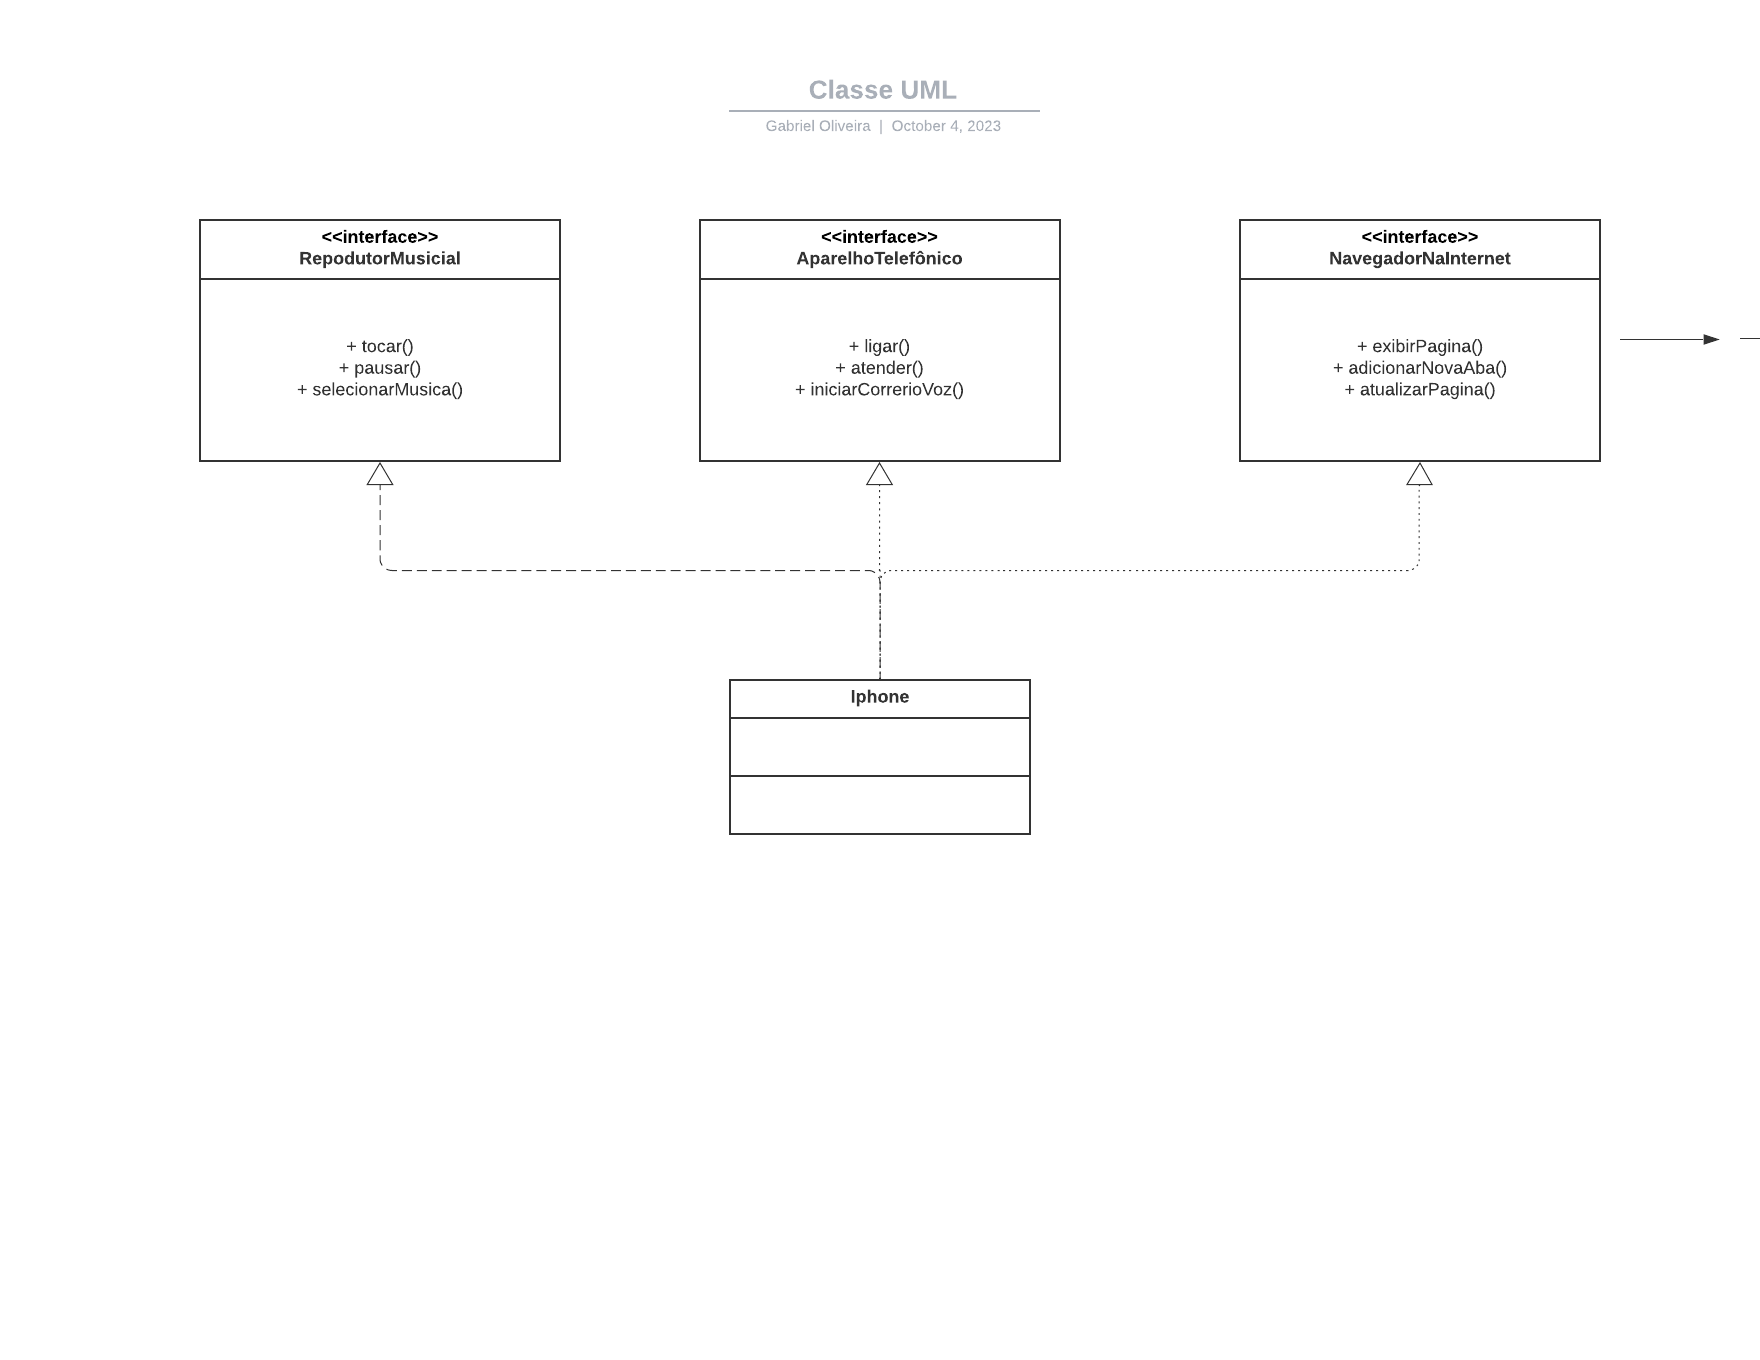 Classe UML
Gabriel Oliveira | October 4, 2023
<<interface>>
RepodutorMusicial
+ tocar()
+ pausar()
+ selecionarMusica()
<<interface>>
AparelhoTelefônico
+ ligar()
+ atender()
+ iniciarCorrerioVoz()
<<interface>>
NavegadorNaInternet
+ exibirPagina()
+ adicionarNovaAba()
+ atualizarPagina()
Iphone